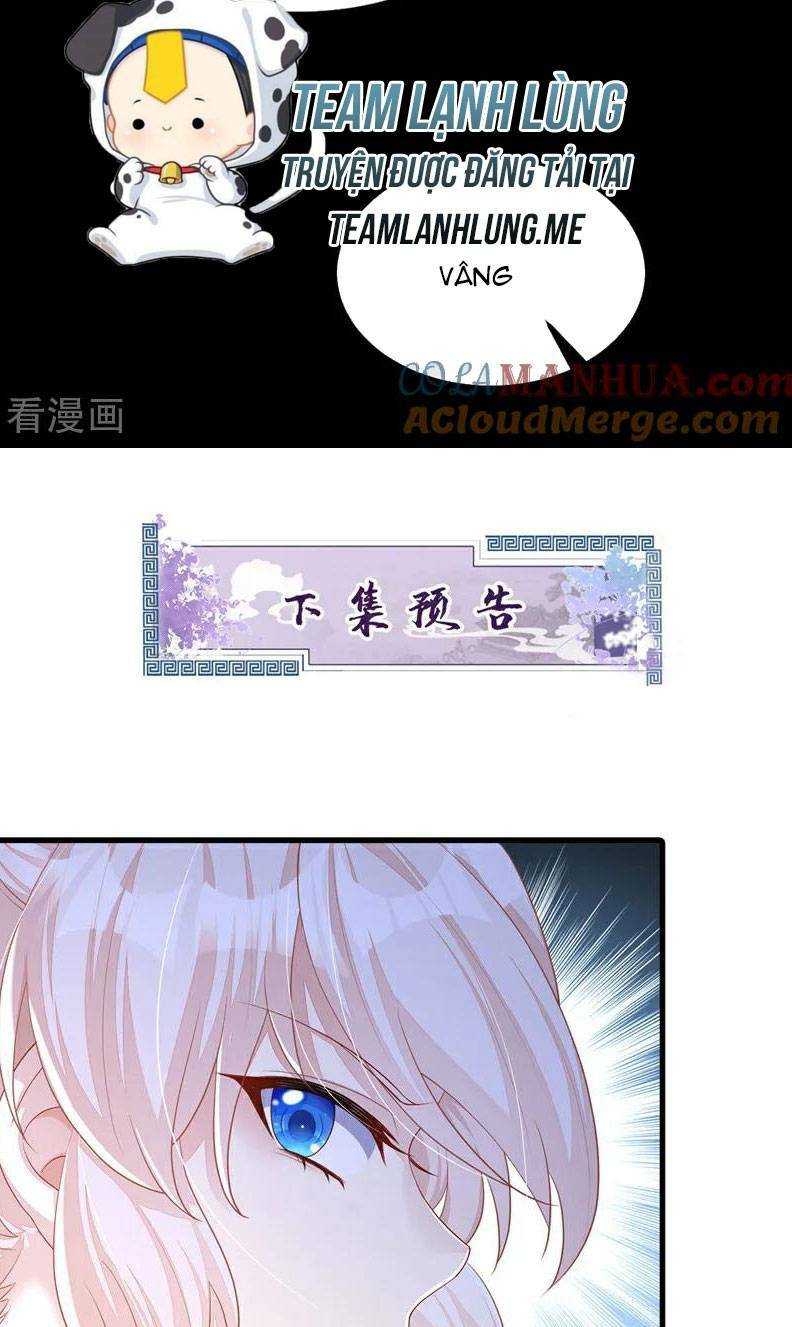 TEAM LẠNH LÙNG
TRUYỆN ĐƯỢC ĐĂNG TẢI TẠI
TEAMLANHLUNG.ME
VÂNG
COLAMANHUA.com
看漫画
ACloudMerge.com
下集预告